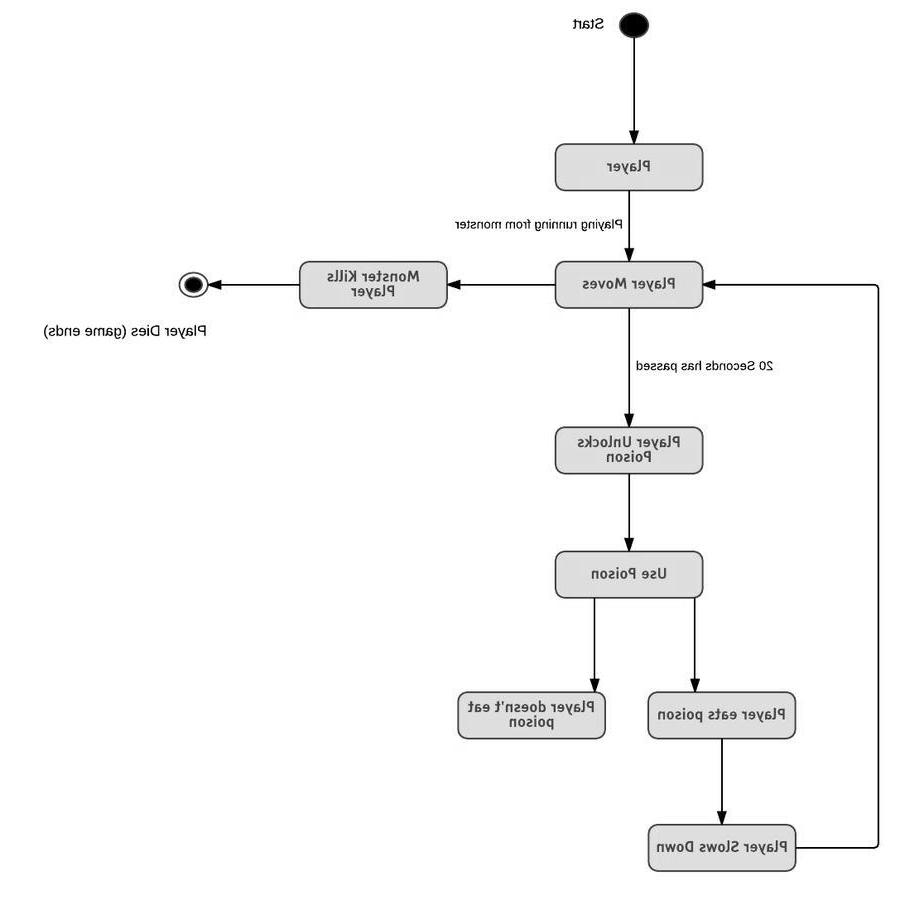 Start
Player
Playing running from monster
Player Moves
Monster Kills
Player
Player Dies (game ends)
20 Seconds has passed
Player Unlocks
Poison
Use Poison
Player doesn't eat
poison
Player eats poison
Player Slows Down